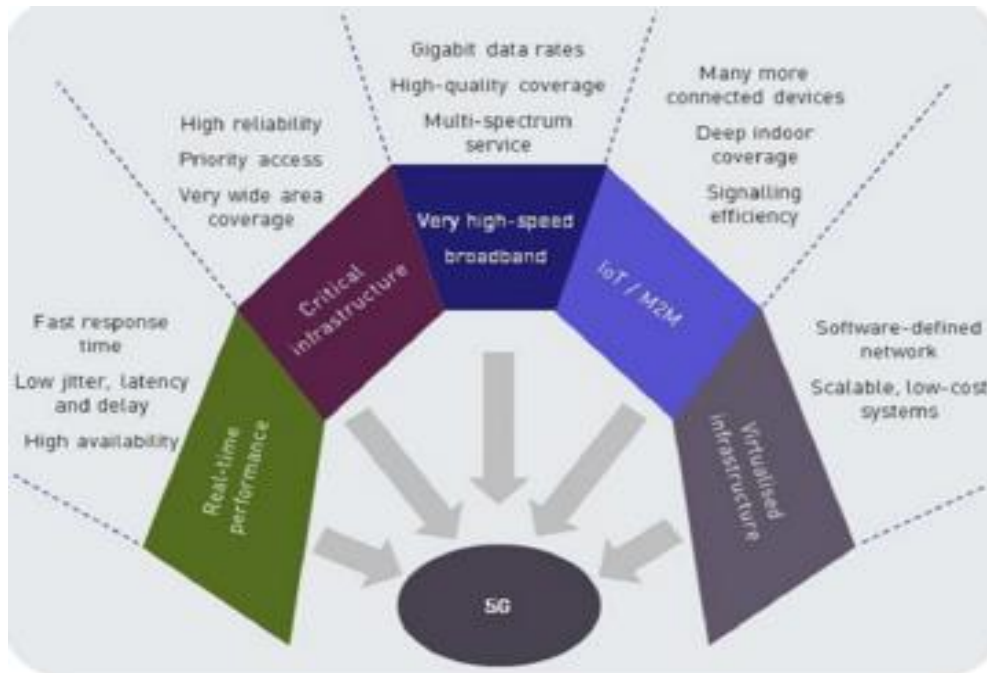 Gigabit data rates
High-quality coverage
Multi-spectrum
service
Many more
connected devices
Deep indoor
coverage
Signalling
efficiency
High reliability
Priority access
Very wide area
coverage
Very high-speed
broadband
Critical
infrastructure
IoT / M2M
Fast response
time
Low jitter, latency
and delay
High availability
Software-defined
network
Scalable, low-cost
systems
Real-time
performance
Virtualised
infrastructure
5G